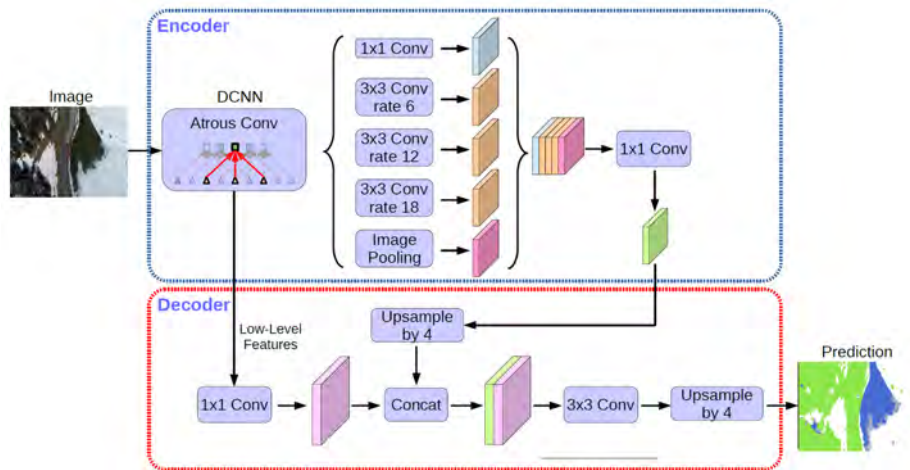 Encoder
Image
DCNN
Atrous Conv
1x1 Conv
3x3 Conv
rate 6
3x3 Conv
rate 12
3x3 Conv
rate 18
Image
Pooling
1x1 Conv
Decoder
Low-Level
Features
Upsample
by 4
1x1 Conv
Concat
3x3 Conv
Upsample
by 4
Prediction